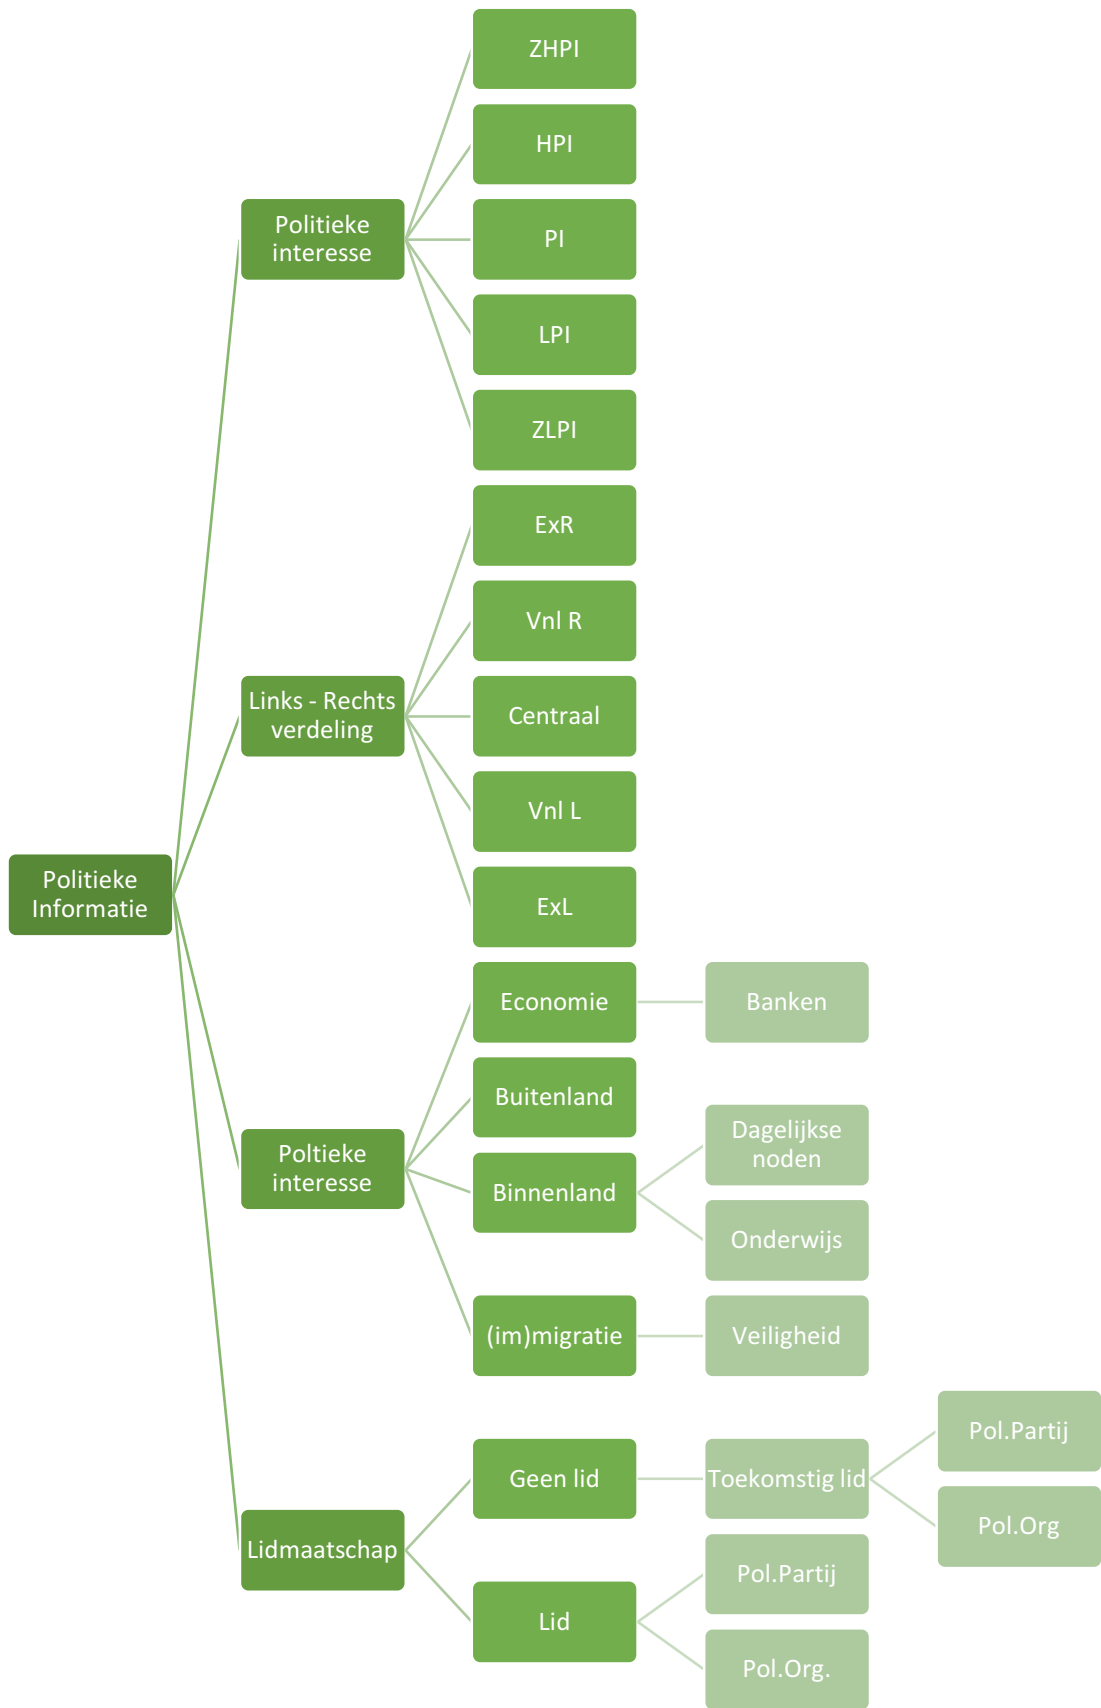 Politieke
Informatie
Politieke
interesse
ZHPI
HPI
PI
LPI
ZLPI
Links - Rechts
verdeling
ExR
Vnl R
Centraal
Vnl L
ExL
Poltieke
interesse
Economie
Banken
Buitenland
Binnenland
Dagelijkse
noden
Onderwijs
(im)migratie
Veiligheid
Lidmaatschap
Geen lid
Toekomstig lid
Pol.Partij
Pol.Org
Lid
Pol.Partij
Pol.Org.